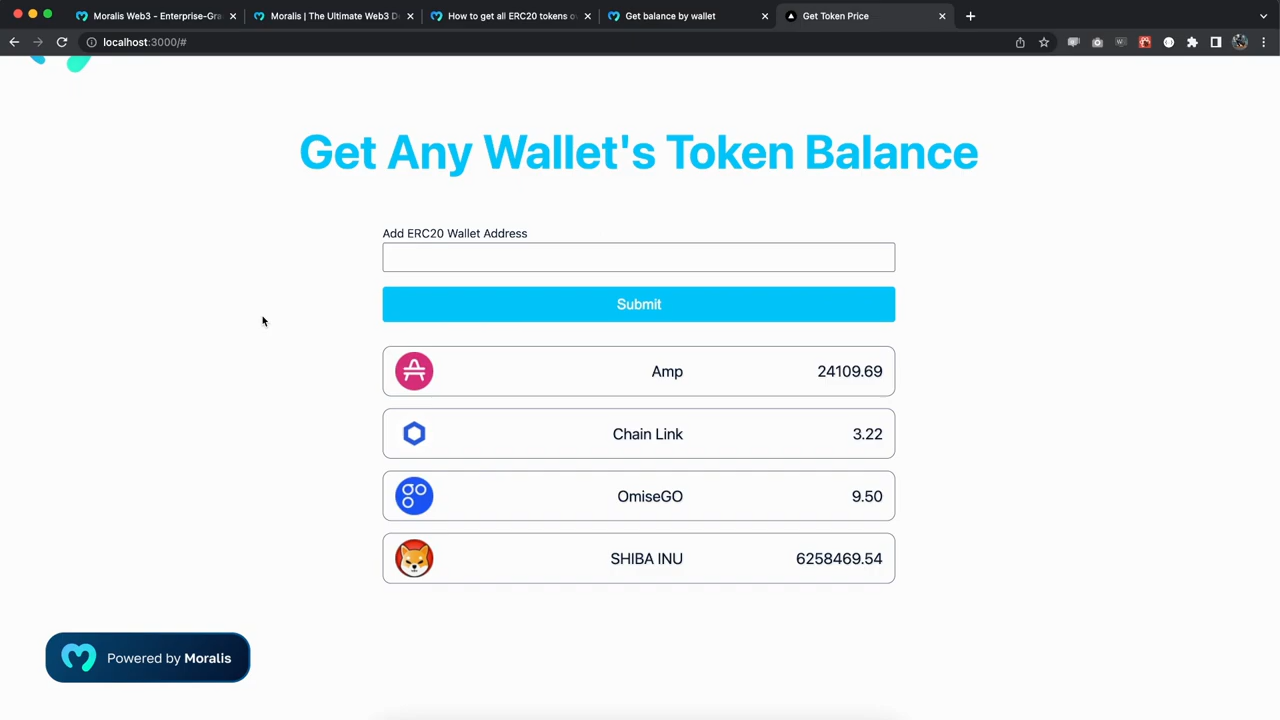 Moralis Web3 - Enterprise-Gra
Moralis | The Ultimate Web3 D
How to get all ERC20 tokens o
Get balance by wallet
Get Token Price
localhost:3000/#
Get Any Wallet's Token Balance
Add ERC20 Wallet Address
Submit
Amp 24109.69
Chain Link 3.22
OmiseGO 9.50
SHIBA INU 6258469.54
Powered by Moralis